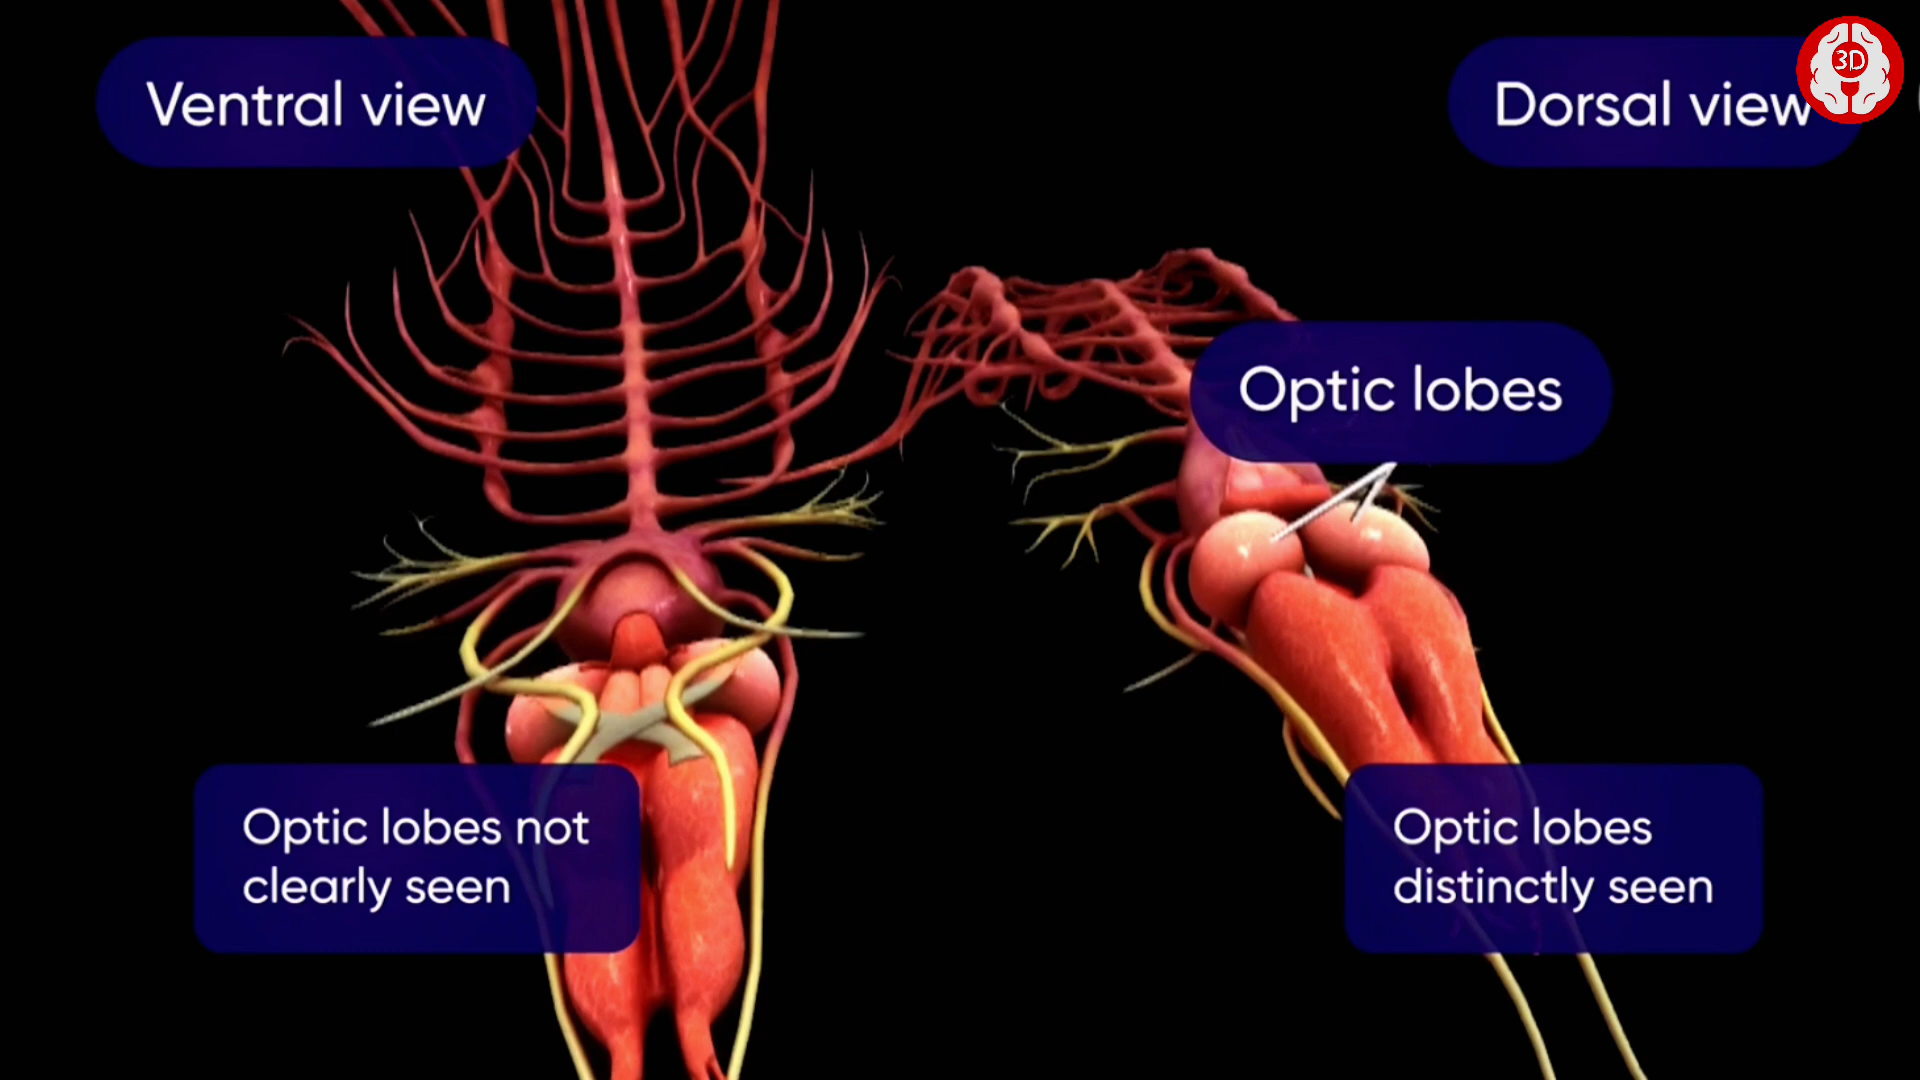 Ventral view
Dorsal view
3D
Optic lobes
Optic lobes not
clearly seen
Optic lobes
distinctly seen